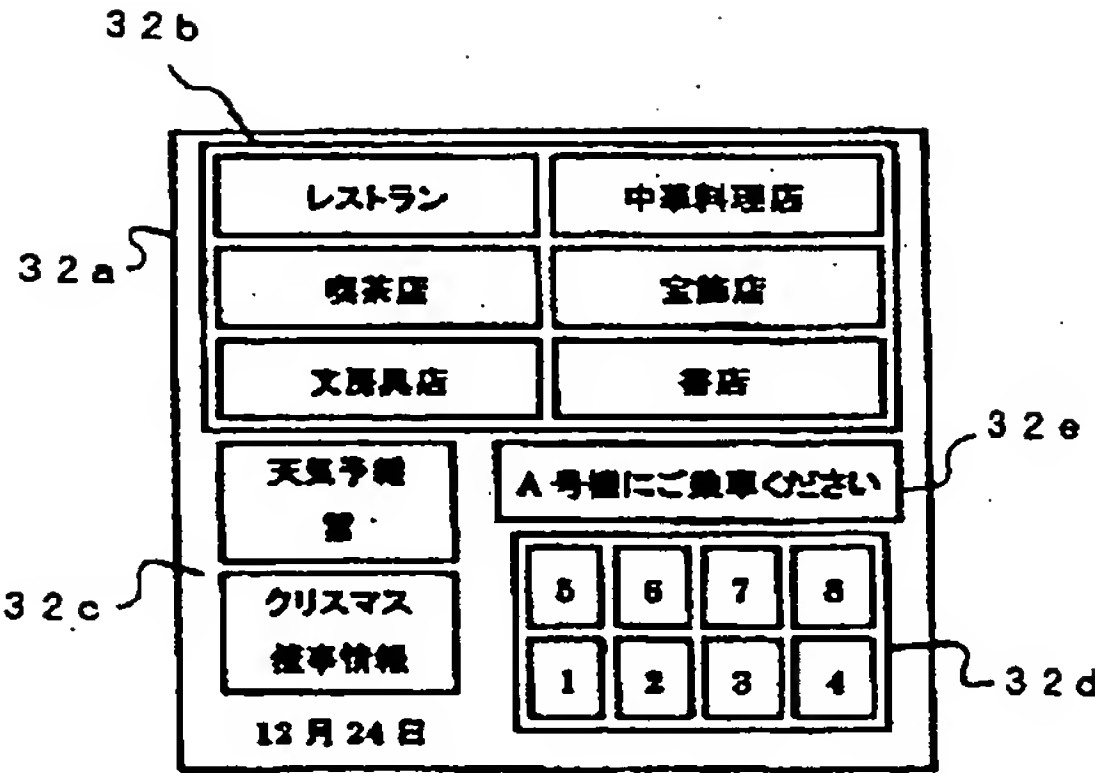 32b
レストラン 中華料理店
32a
喫茶店 宝飾店
文房具店 書店
32e
天気予報
雪
A 号機にご乗車ください
32c
クリスマス
催事情報
5 6 7 8
1 2 3 4
32d
12月24日